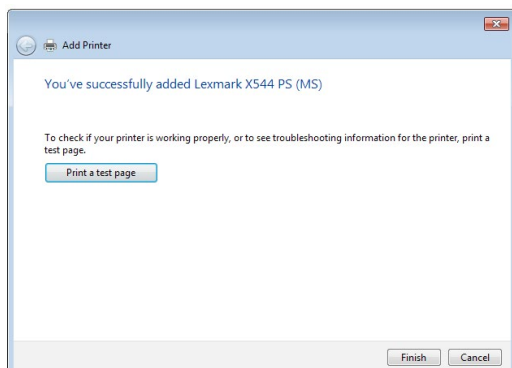 Add Printer
You've successfully added Lexmark X544 PS (MS)
To check if your printer is working properly, or to see troubleshooting information for the printer, print a
test page.
Print a test page
Finish Cancel